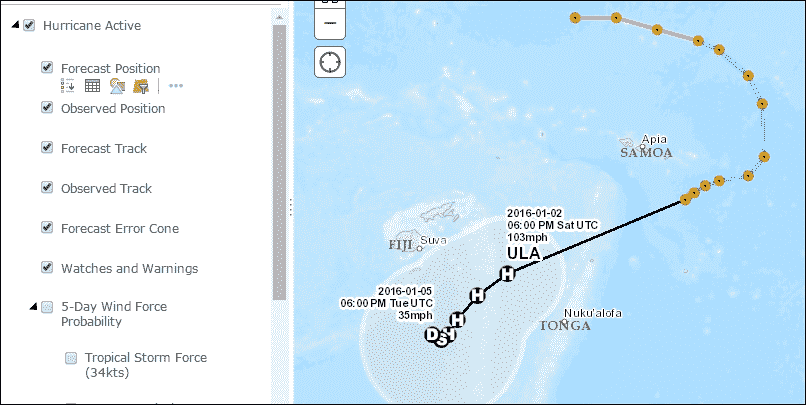 Hurricane Active
Forecast Position
Observed Position
Forecast Track
Observed Track
Forecast Error Cone
Watches and Warnings
5-Day Wind Force
Probability
Tropical Storm Force
(34kts)
Apia
SAMOA
2016-01-02
06:00 PM Sat UTC
103mph
ULA
FIJI
Suva
2016-01-05
06:00 PM Tue UTC
35mph
H
H
H
D S H
Nuku'alofa
TONGA